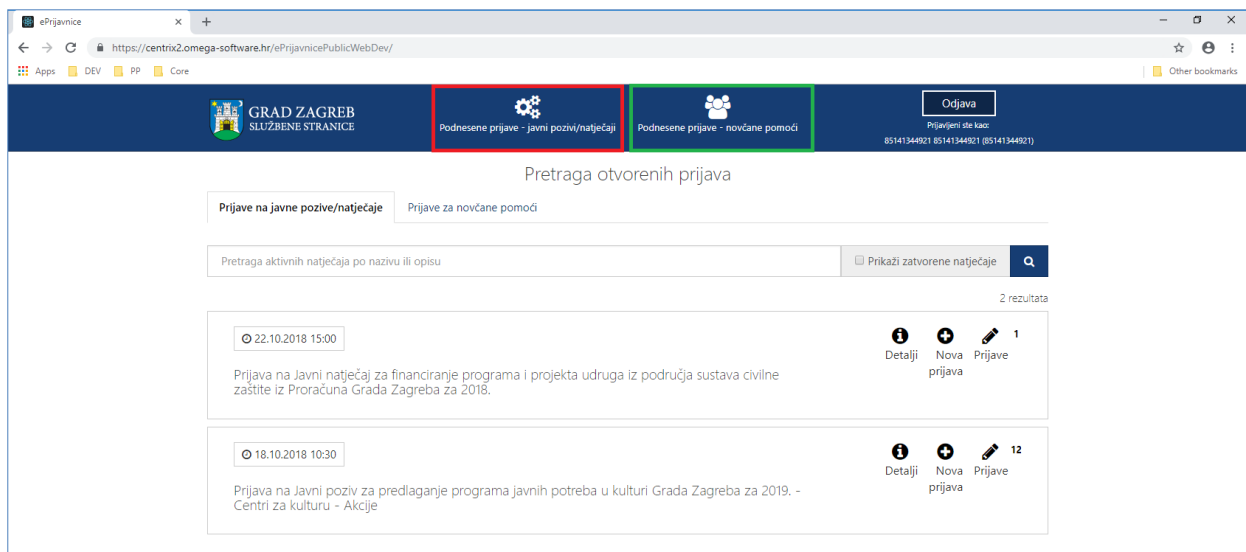 ePrijavnice
https://centrix2.omega-software.hr/ePrijavnicePublicWebDev/
Apps DEV PP Core Other bookmarks
GRAD ZAGREB
SLUŽBENE STRANICE
Podnesene prijave - javni pozivi/natječaji
Podnesene prijave - novčane pomoći
Odjava
Prijavljeni ste kao:
85141344921 85141344921 (85141344921)
Pretraga otvorenih prijava
Prijave na javne pozive/natječaje Prijave za novčane pomoći
Pretraga aktivnih natječaja po nazivu ili opisu Prikaži zatvorene natječaje
2 rezultata
22.10.2018 15:00
Detalji Nova prijava Prijave 1
Prijava na Javni natječaj za financiranje programa i projekta udruga iz područja sustava civilne
zaštite iz Proračuna Grada Zagreba za 2018.
18.10.2018 10:30
Detalji Nova prijava Prijave 12
Prijava na Javni poziv za predlaganje programa javnih potreba u kulturi Grada Zagreba za 2019. -
Centri za kulturu - Akcije